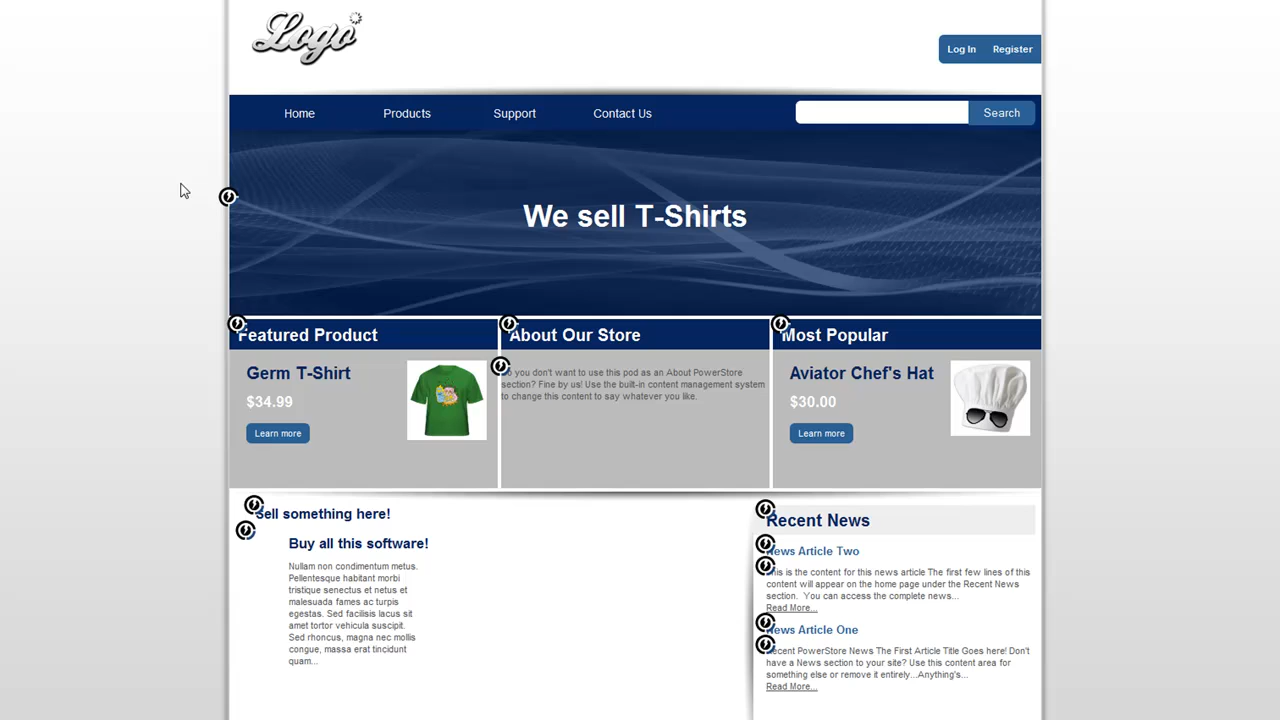 Logo
Log In Register
Home Products Support Contact Us Search
We sell T-Shirts
Featured Product
Germ T-Shirt
$34.99
Learn more
About Our Store
So you don't want to use this pod as an About PowerStore
section? Fine by us! Use the built-in content management system
to change this content to say whatever you like.
Most Popular
Aviator Chef's Hat
$30.00
Learn more
Sell something here!
Buy all this software!
Nullam non condimentum metus.
Pellentesque habitant morbi
tristique senectus et netus et
malesuada fames ac turpis
egestas. Sed facilisis lacus sit
amet tortor vehicula suscipit.
Sed rhoncus, magna nec mollis
congue, massa erat tincidunt
quam...
Recent News
News Article Two
This is the content for this news article The first few lines of this
content will appear on the home page under the Recent News
section. You can access the complete news...
Read More...
News Article One
Recent PowerStore News The First Article Title Goes here! Don't
have a News section to your site? Use this content area for
something else or remove it entirely...Anything's...
Read More...